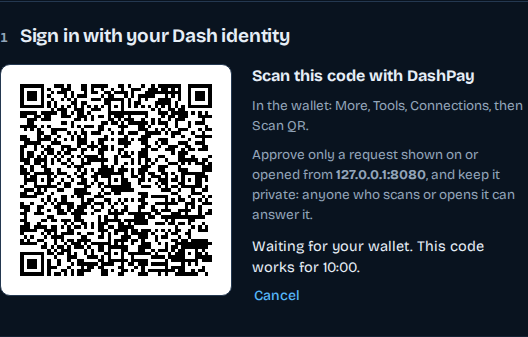 1 Sign in with your Dash identity
Scan this code with DashPay
In the wallet: More, Tools, Connections, then
Scan QR.
Approve only a request shown on or
opened from 127.0.0.1:8080, and keep it
private: anyone who scans or opens it can
answer it.
Waiting for your wallet. This code
works for 10:00.
Cancel